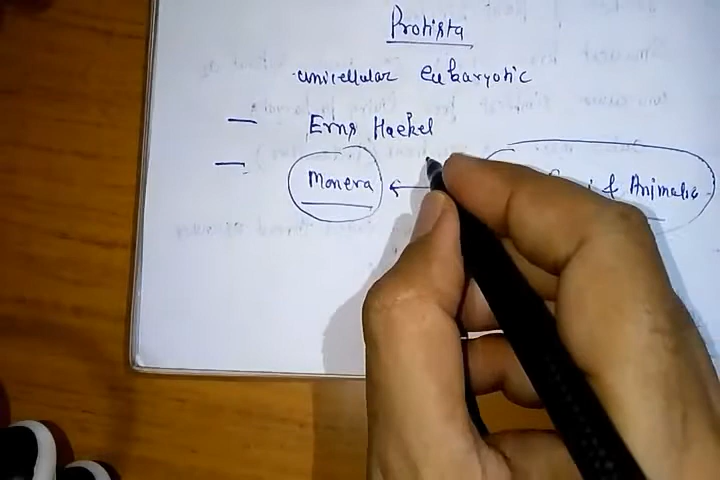 Protista
unicellular eukaryotic
— Erns Haekel
— Monera ← & Animalia